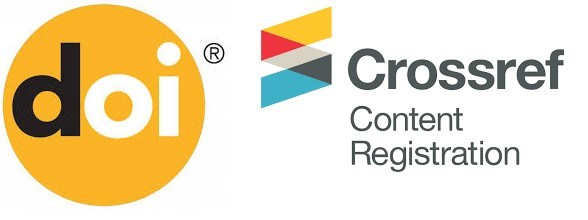 doi®
Crossref
Content
Registration